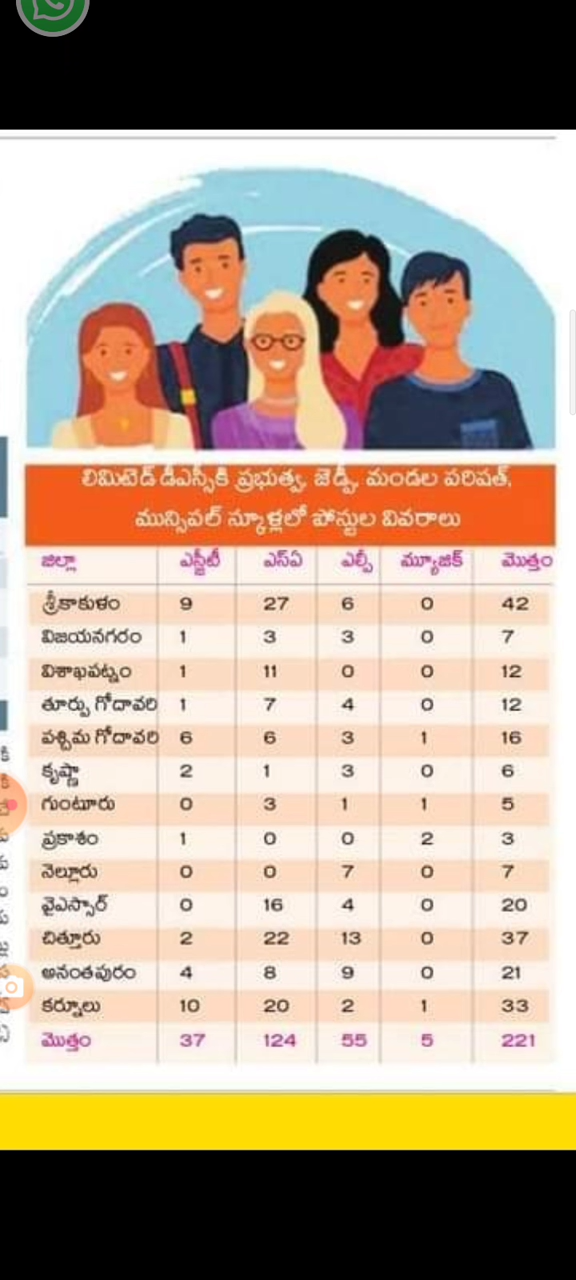 లిమిటెడ్ డీఎస్సీకి ప్రభుత్వ, జెడ్పీ, మండల పరిషత్,
మున్సిపల్ స్కూళ్లలో పోస్టుల వివరాలు
జిల్లా ఎస్జీటీ ఎస్ఏ ఎల్పీ మ్యూజిక్ మొత్తం
శ్రీకాకుళం 9 27 6 0 42
విజయనగరం 1 3 3 0 7
విశాఖపట్నం 1 11 0 0 12
తూర్పు గోదావరి 1 7 4 0 12
పశ్చిమ గోదావరి 6 6 3 1 16
కృష్ణా 2 1 3 0 6
గుంటూరు 0 3 1 1 5
ప్రకాశం 1 0 0 2 3
నెల్లూరు 0 0 7 0 7
వైఎస్సార్ 0 16 4 0 20
చిత్తూరు 2 22 13 0 37
అనంతపురం 4 8 9 0 21
కర్నూలు 10 20 2 1 33
మొత్తం 37 124 55 5 221